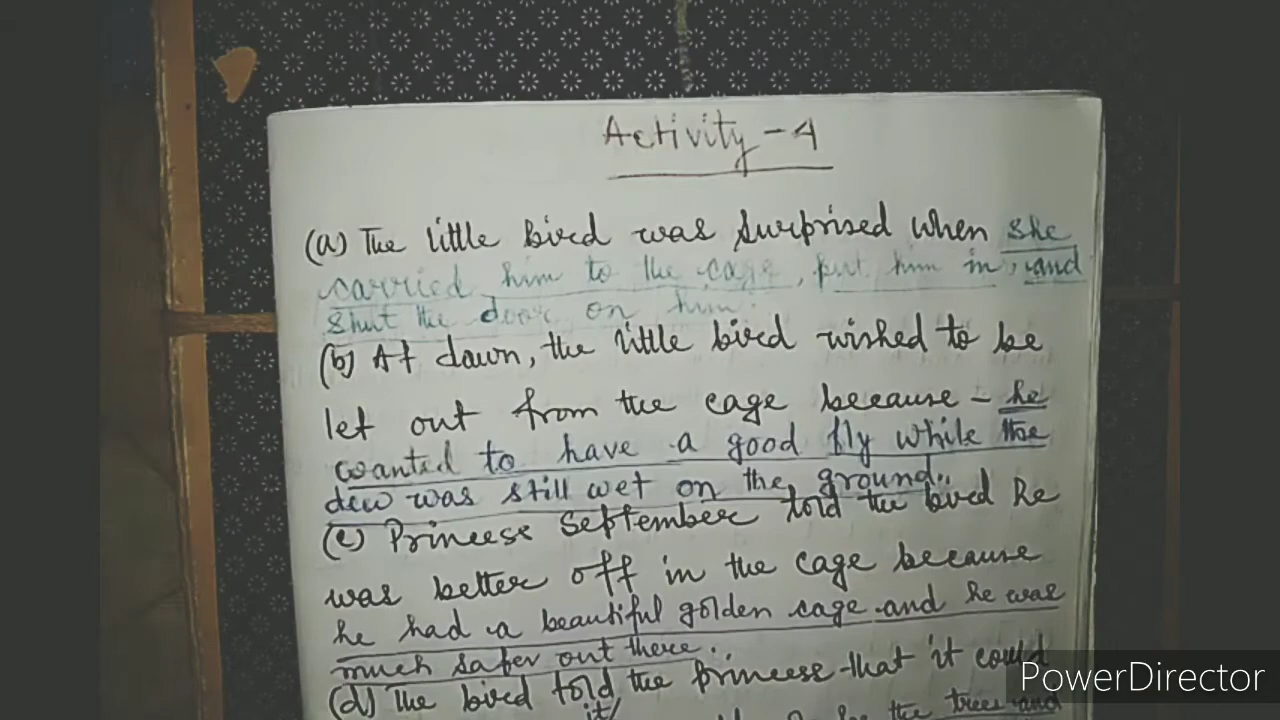 Activity - 4
(a) The little bird was surprised when she
carried him to the cage, put him in, and
shut the door on him.
(b) At dawn, the little bird wished to be
let out from the cage because - he
wanted to have a good fly while the
dew was still wet on the ground.
(c) Princess September told the bird he
was better off in the cage because
he had a beautiful golden cage and he was
much safer out there.
(d) The bird told the princess that it could
it the trees and
PowerDirector